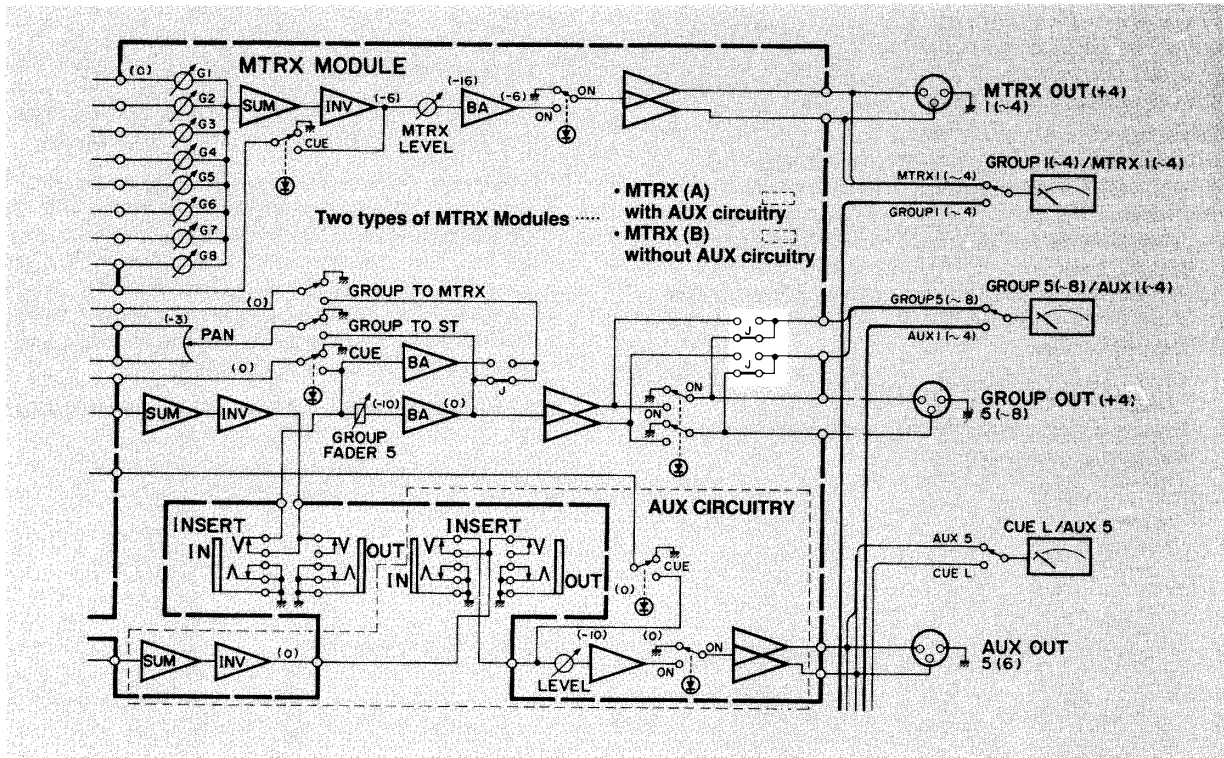 MTRX MODULE
(0)
G1
G2
G3
G4
G5
G6
G7
G8
SUM
INV
(-6)
CUE
MTRX
LEVEL
(-16)
BA
(-6)
ON
ON
MTRX OUT (+4)
1(~4)
GROUP 1(~4)/MTRX 1(~4)
MTRX1(~4)
GROUP1(~4)
Two types of MTRX Modules ·····
• MTRX (A)
with AUX circuitry
• MTRX (B)
without AUX circuitry
(0)
GROUP TO MTRX
(-3)
PAN
GROUP TO ST
(0)
CUE
BA
J
SUM
INV
(-10)
BA
(0)
GROUP
FADER 5
J
J
ON
ON
GROUP 5(~8)/AUX 1(~4)
GROUP5(~8)
AUX1(~4)
GROUP OUT (+4)
5(~8)
AUX CIRCUITRY
INSERT
IN
OUT
INSERT
IN
OUT
CUE
(0)
CUE L/AUX 5
AUX 5
CUE L
SUM
INV
(0)
(-10)
LEVEL
(0)
ON
ON
AUX OUT
5(6)